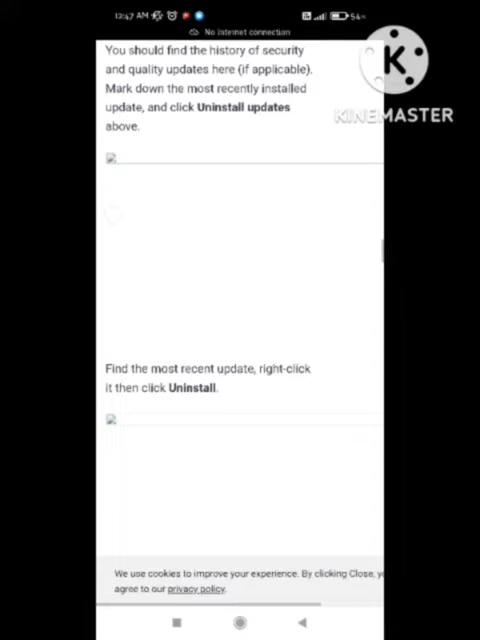 12:47 AM
54%
No internet connection
You should find the history of security
and quality updates here (if applicable).
Mark down the most recently installed
update, and click Uninstall updates
above.
K
KINEMASTER
Find the most recent update, right-click
it then click Uninstall.
We use cookies to improve your experience. By clicking Close, y
agree to our privacy policy.